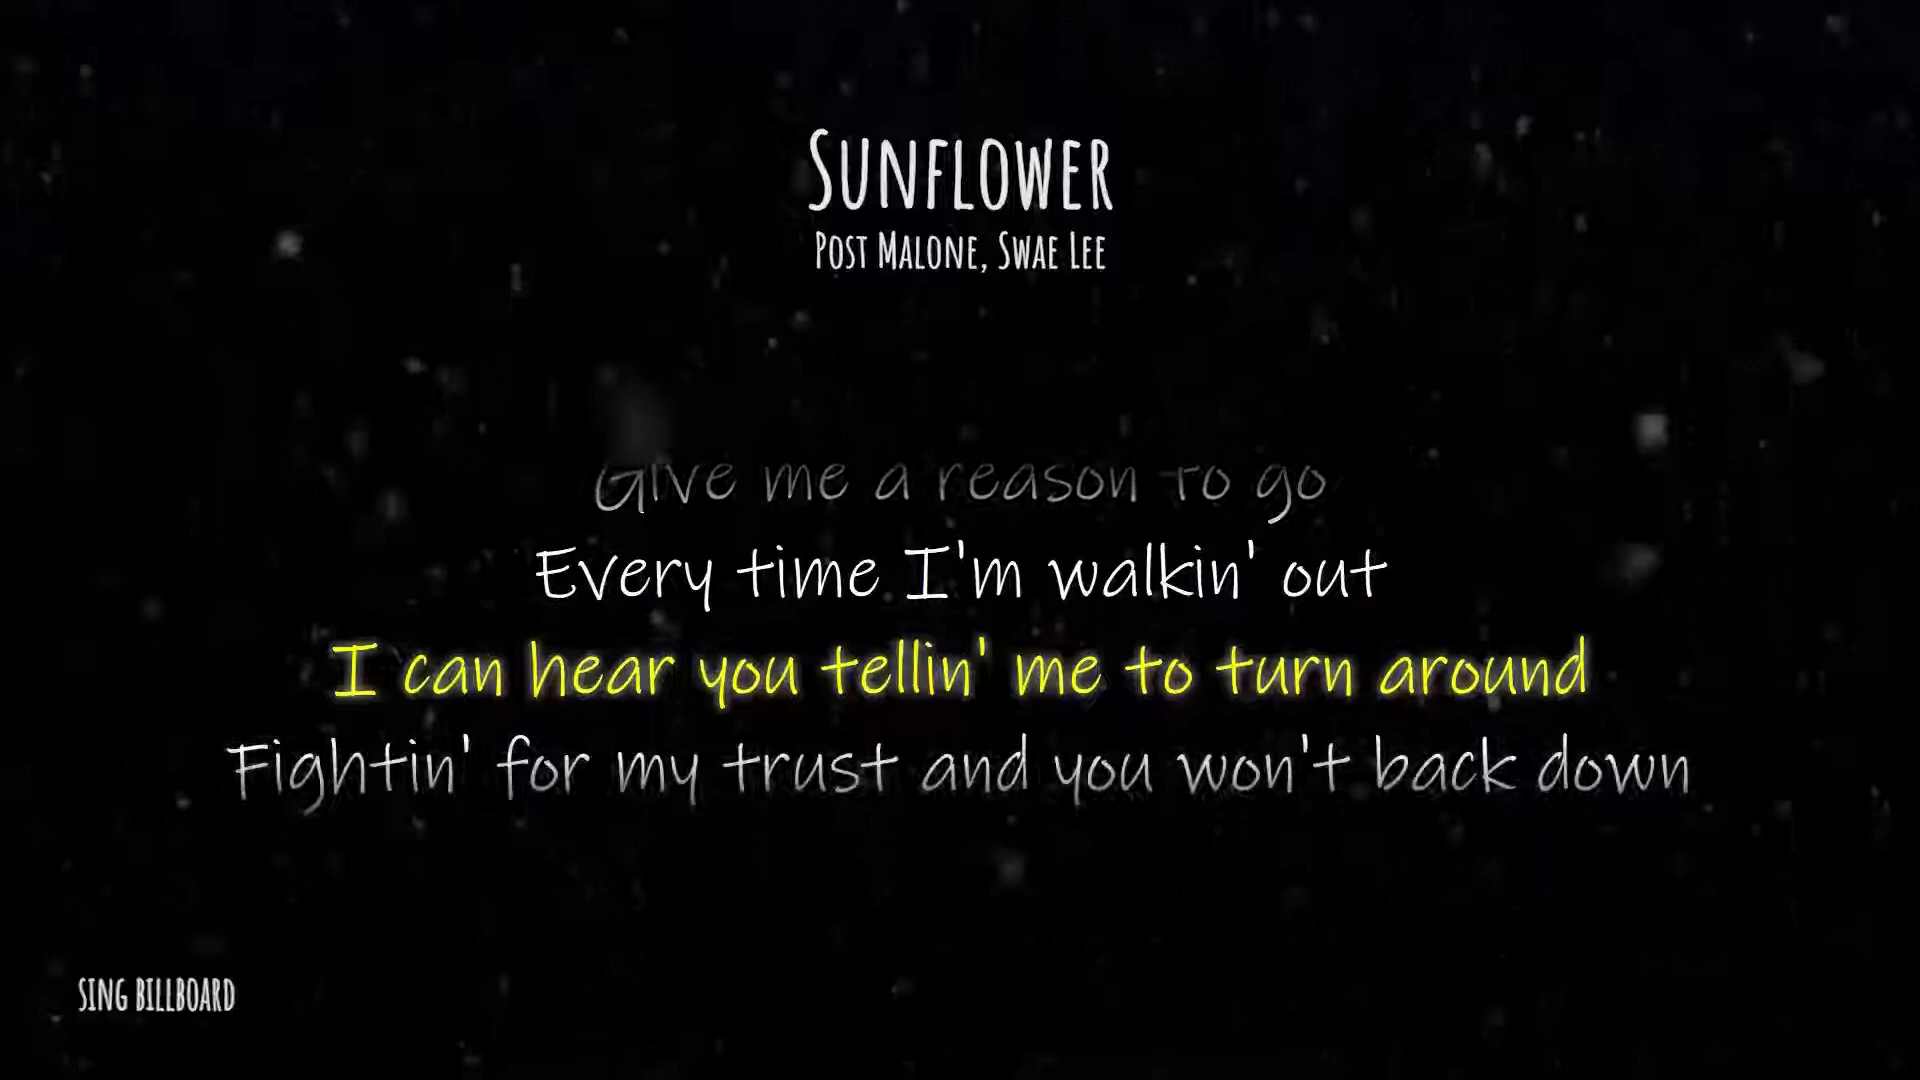 Sunflower
Post Malone, Swae Lee
Give me a reason to go
Every time I'm walkin' out
I can hear you tellin' me to turn around
Fightin' for my trust and you won't back down
SING BILLBOARD